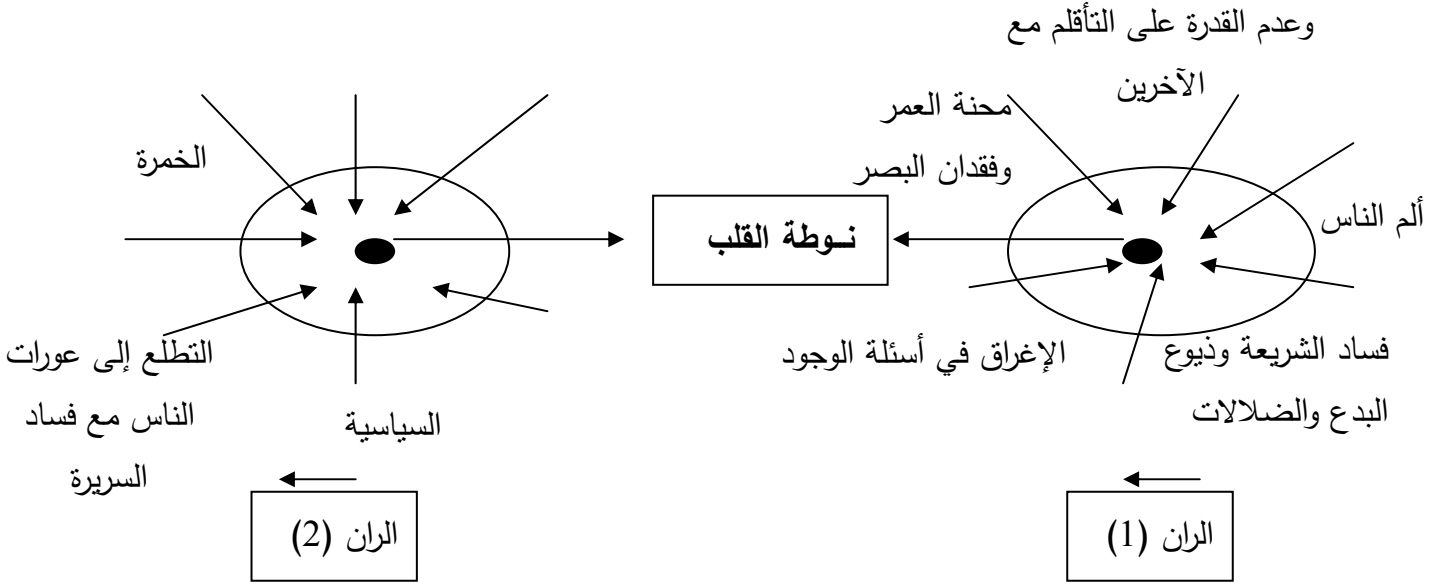 وعدم القدرة على التأقلم مع
الآخرين
محنة العمر
وفقدان البصر
ألم الناس
فساد الشريعة وذيوع
البدع والضلالات
الإغراق في أسئلة الوجود
الران (1)
نـوطة القلب
الخمرة
التطلع إلى عورات
الناس مع فساد
السريرة
السياسية
الران (2)